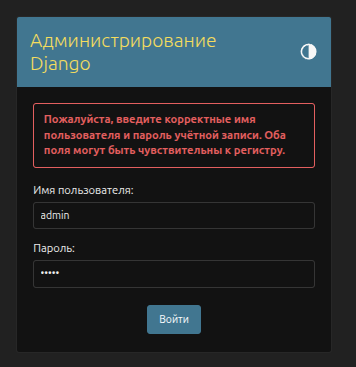 Администрирование
Django
Пожалуйста, введите корректные имя
пользователя и пароль учётной записи. Оба
поля могут быть чувствительны к регистру.
Имя пользователя:
admin
Пароль:
•••••
Войти